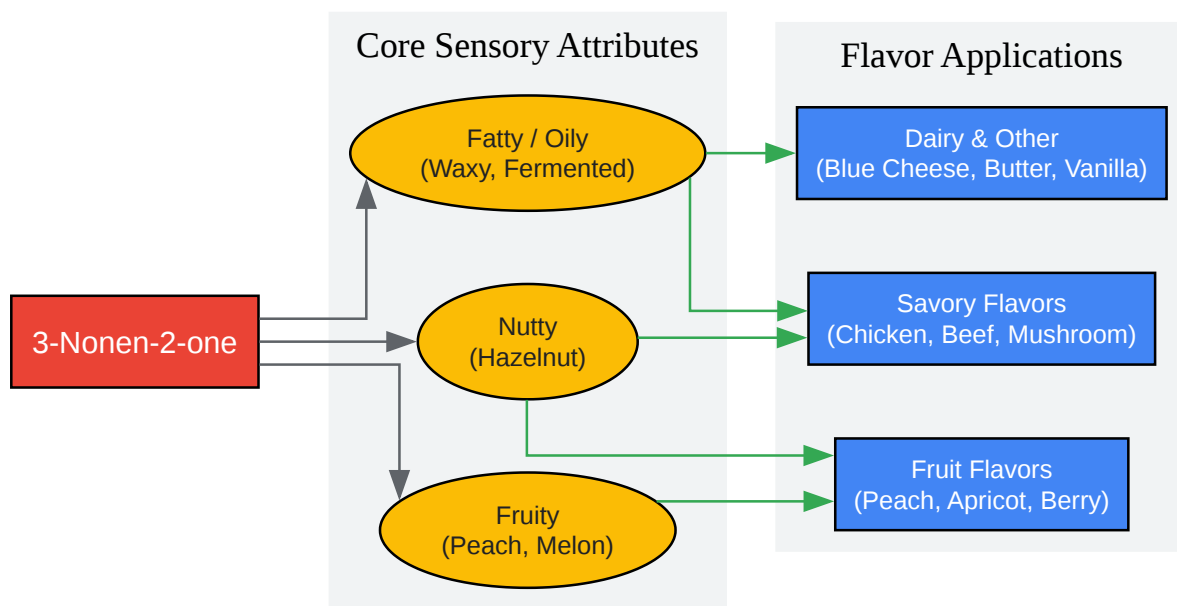 Core Sensory Attributes
Flavor Applications
Fatty / Oily
(Waxy, Fermented)
Dairy & Other
(Blue Cheese, Butter, Vanilla)
3-Nonen-2-one
Nutty
(Hazelnut)
Savory Flavors
(Chicken, Beef, Mushroom)
Fruity
(Peach, Melon)
Fruit Flavors
(Peach, Apricot, Berry)